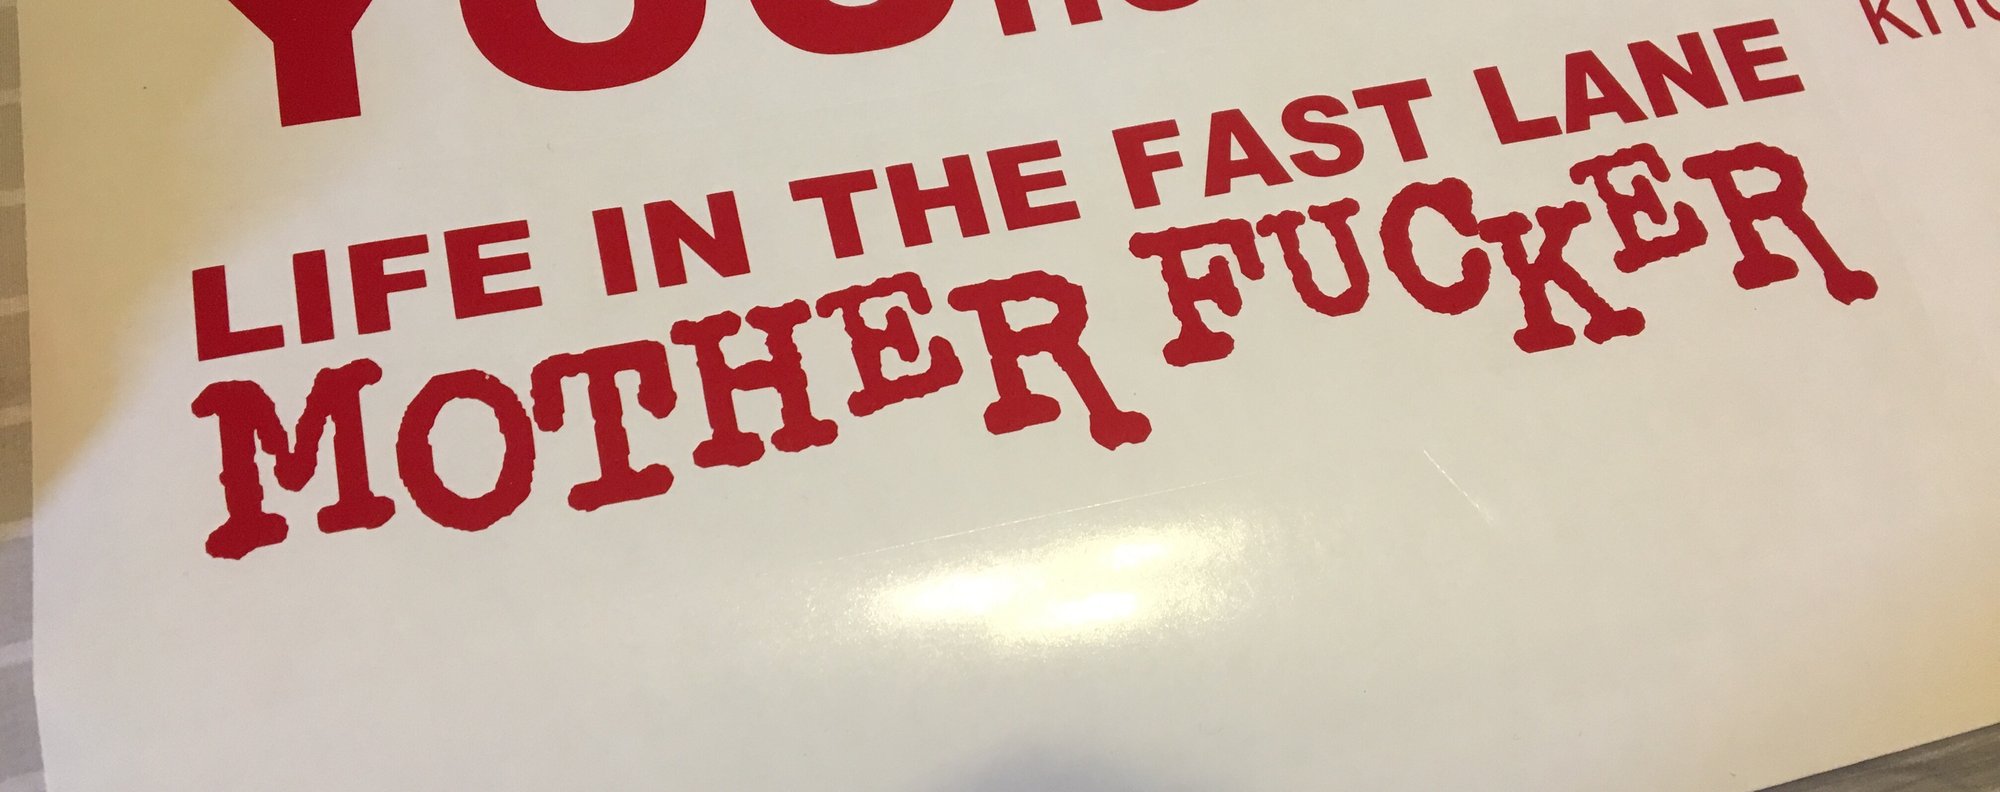 LIFE IN THE FAST LANE
MOTHER FUCKER